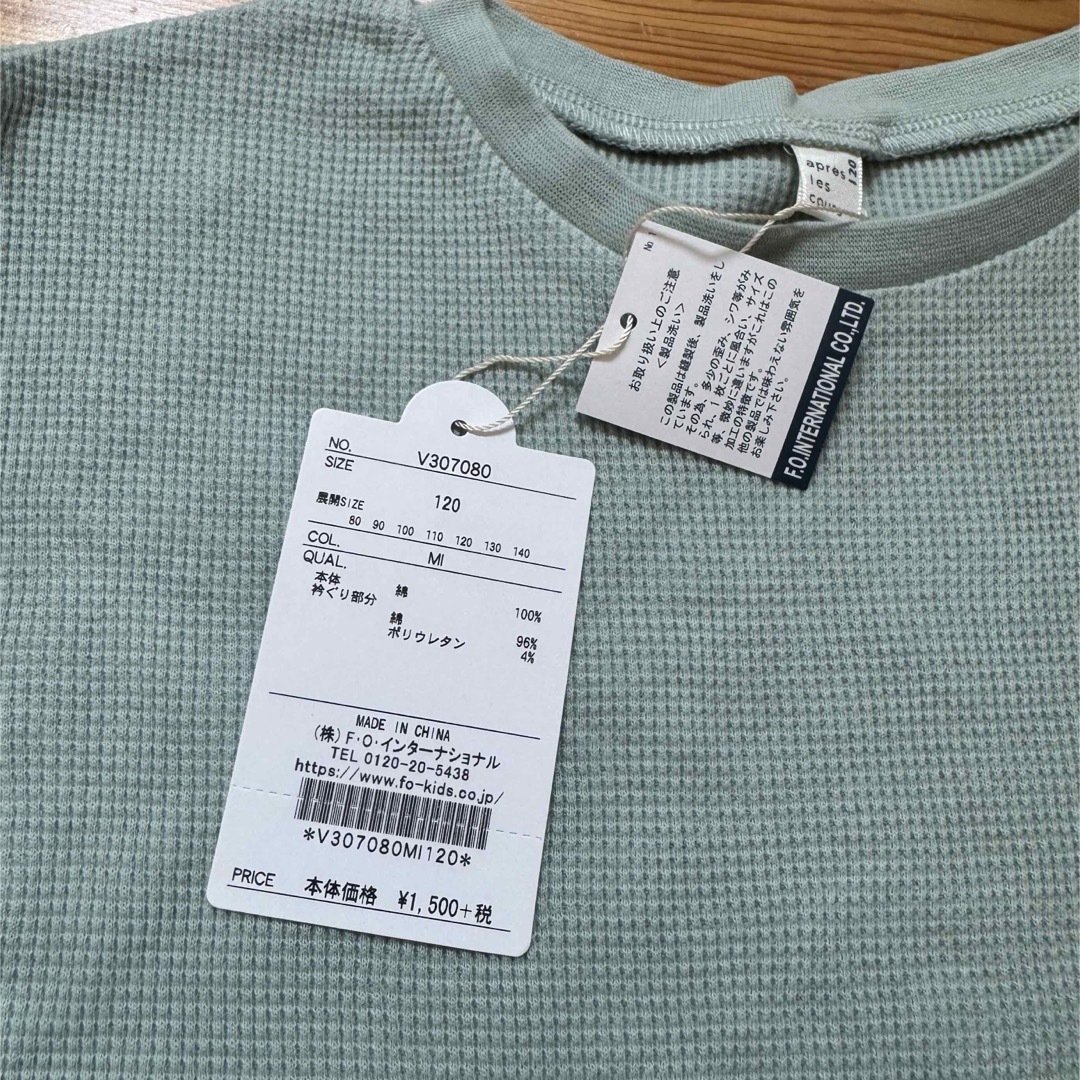 NO. V307080
SIZE
展開SIZE 120
80 90 100 110 120 130 140
COL. MI
QUAL.
本体 綿 100%
衿ぐり部分 綿 96%
ポリウレタン 4%
MADE IN CHINA
(株)F・O・インターナショナル
TEL 0120-20-5438
https://www.fo-kids.co.jp/
*V307080MI120*
PRICE 本体価格 ¥1,500+税
お取り扱い上のご注意
<製品洗い>
この製品は縫製後、製品洗いをし
ています。
その為、多少の歪み、シワ等がみ
られ、1枚ごとに風合い、サイズ
等、微妙に違いますがこれはこの
加工の特徴です。
他の製品では味わえない雰囲気を
お楽しみ下さい。
No 1
F.O.INTERNATIONAL CO.,LTD.
après
les
120